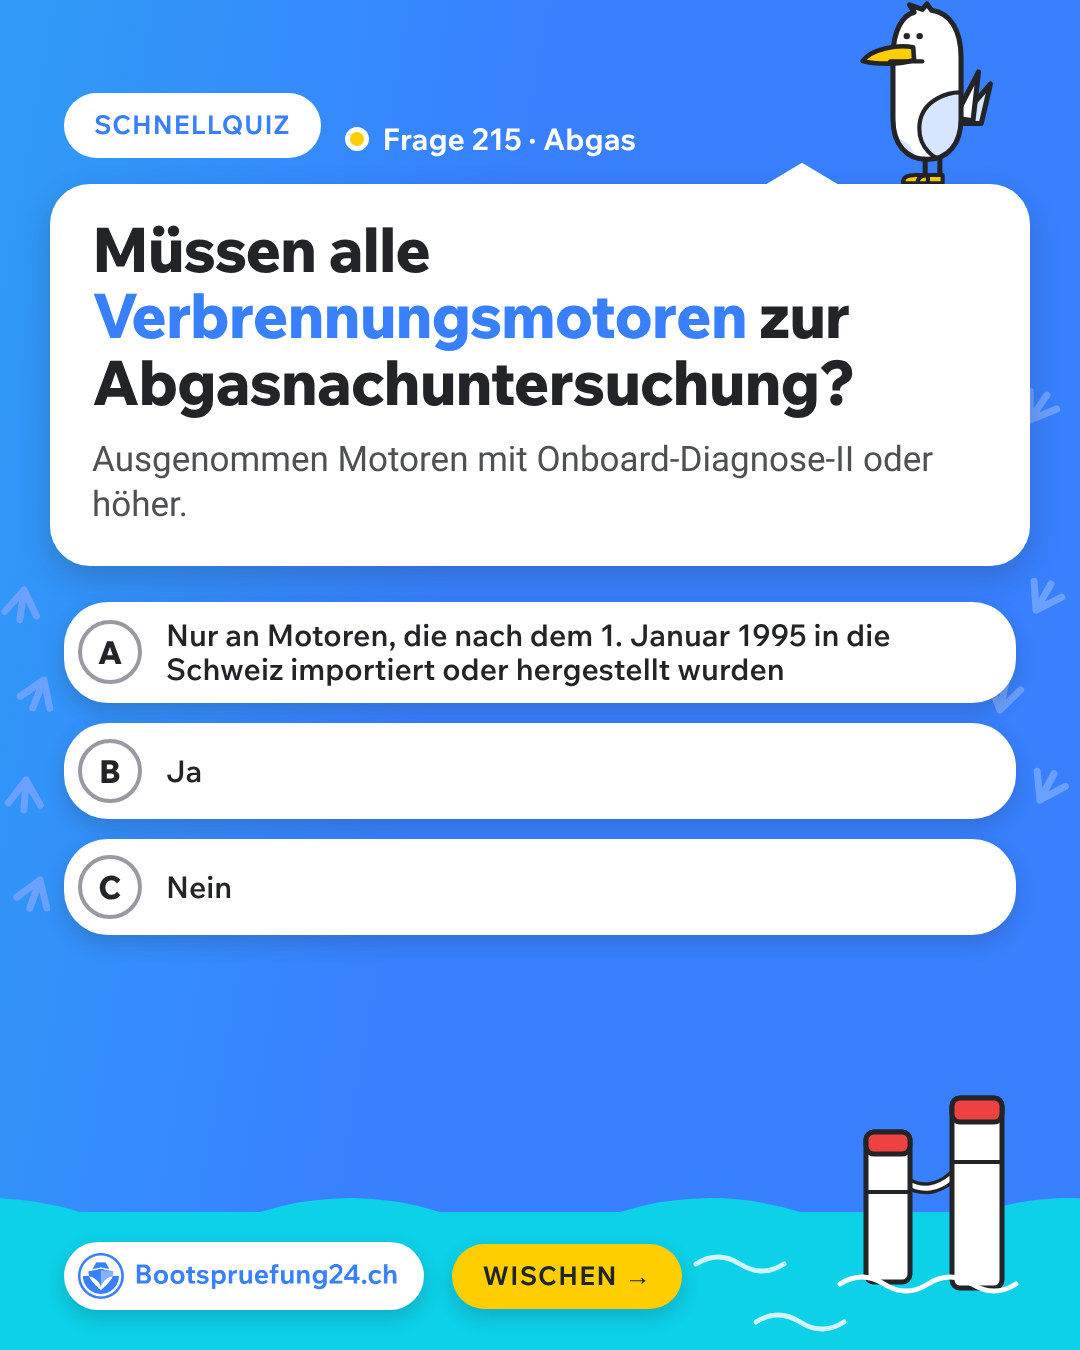 SCHNELLQUIZ
Frage 215 · Abgas
Müssen alle
Verbrennungsmotoren zur
Abgasnachuntersuchung?
Ausgenommen Motoren mit Onboard-Diagnose-II oder
höher.
A
Nur an Motoren, die nach dem 1. Januar 1995 in die
Schweiz importiert oder hergestellt wurden
B
Ja
C
Nein
Bootspruefung24.ch
WISCHEN →